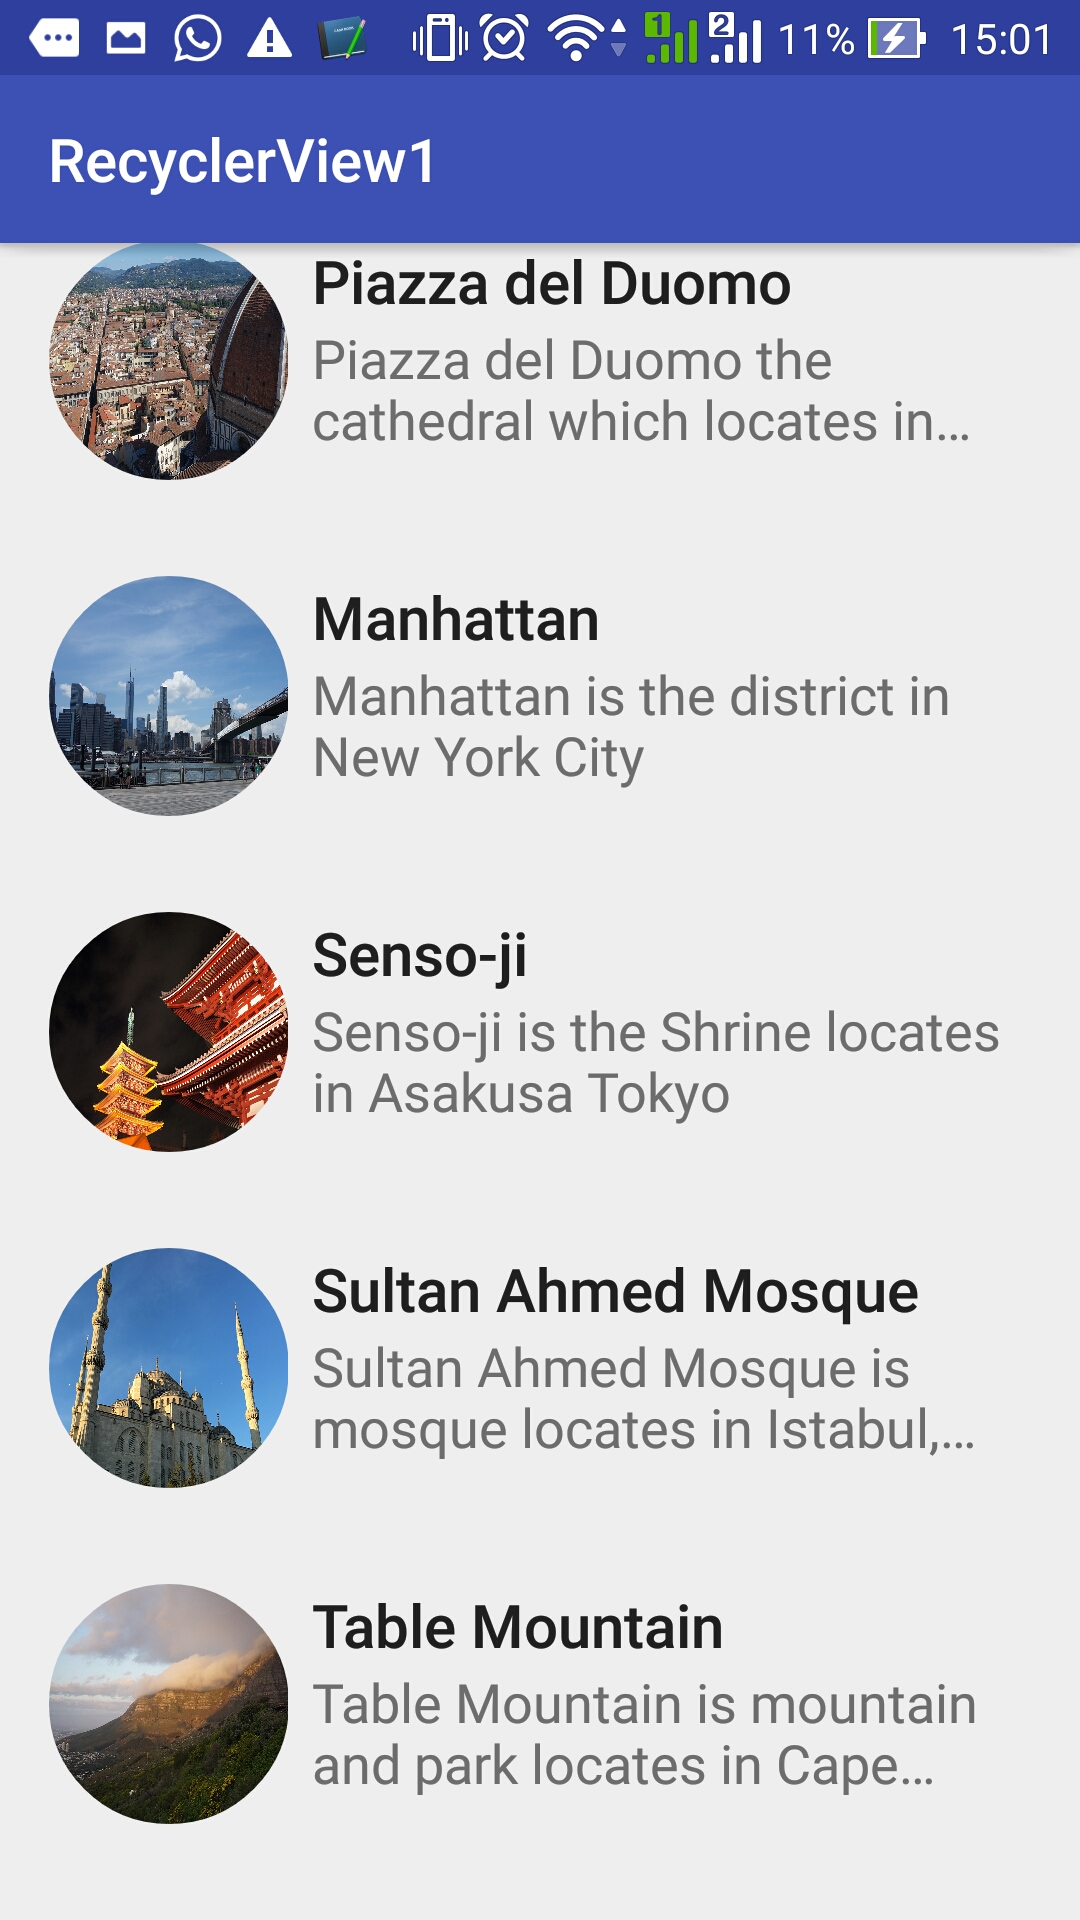 1 2 11% 15:01
RecyclerView1
Piazza del Duomo
Piazza del Duomo the
cathedral which locates in...
Manhattan
Manhattan is the district in
New York City
Senso-ji
Senso-ji is the Shrine locates
in Asakusa Tokyo
Sultan Ahmed Mosque
Sultan Ahmed Mosque is
mosque locates in Istabul,...
Table Mountain
Table Mountain is mountain
and park locates in Cape...